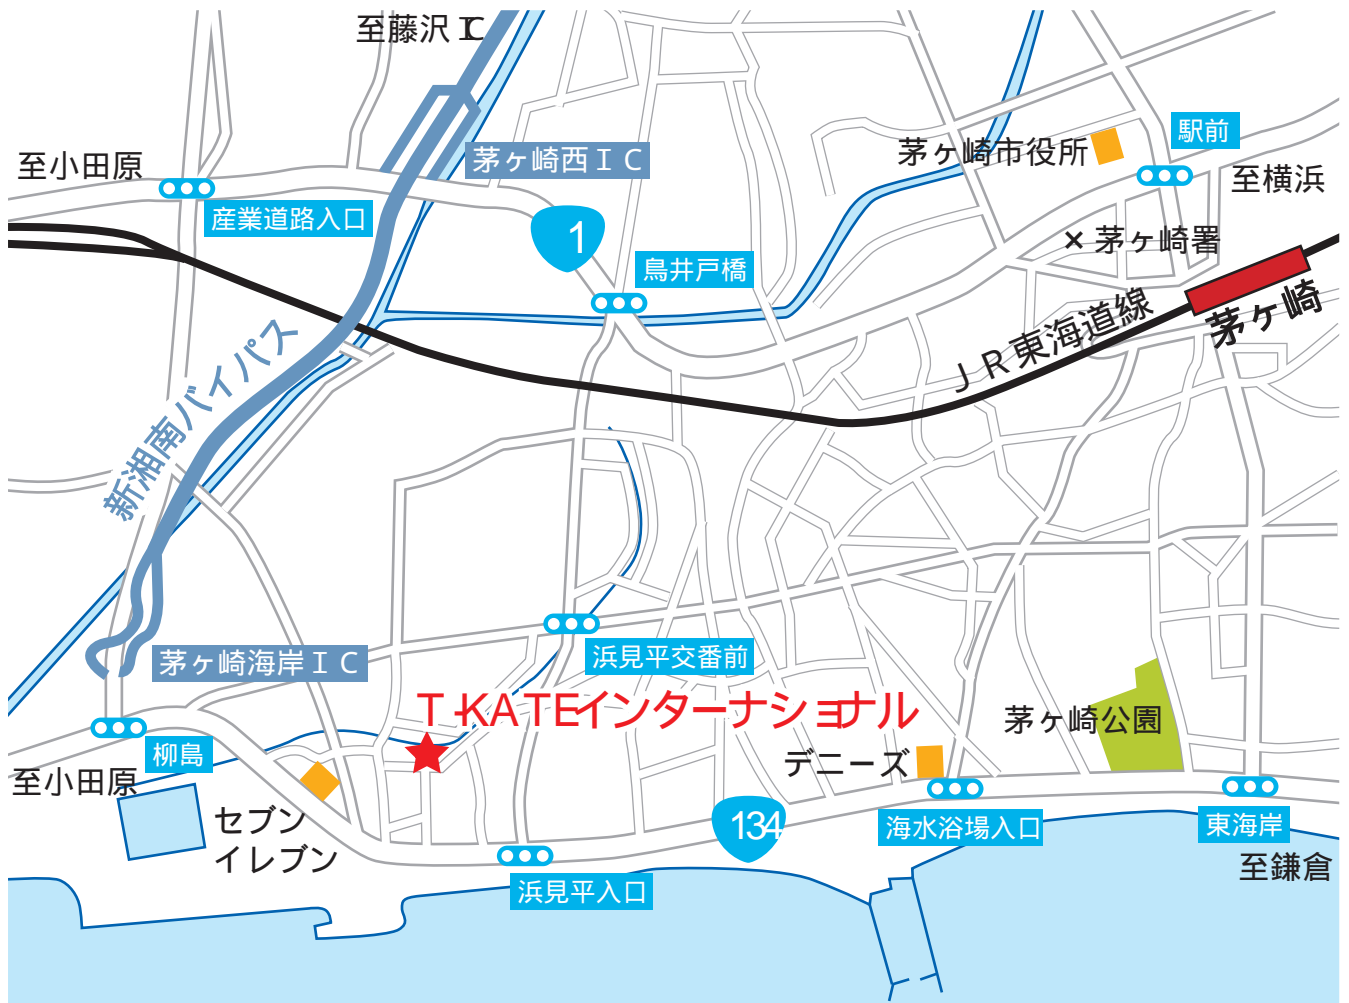 至藤沢IC
駅前
茅ヶ崎市役所
茅ヶ崎西IC
至小田原
至横浜
産業道路入口
1
茅ヶ崎署
鳥井戸橋
JR東海道線
茅ヶ崎
新湘南バイパス
浜見平交番前
茅ヶ崎海岸IC
T-KATEインターナショナル
茅ヶ崎公園
柳島
デニーズ
至小田原
セブン
イレブン
134
海水浴場入口
東海岸
至鎌倉
浜見平入口